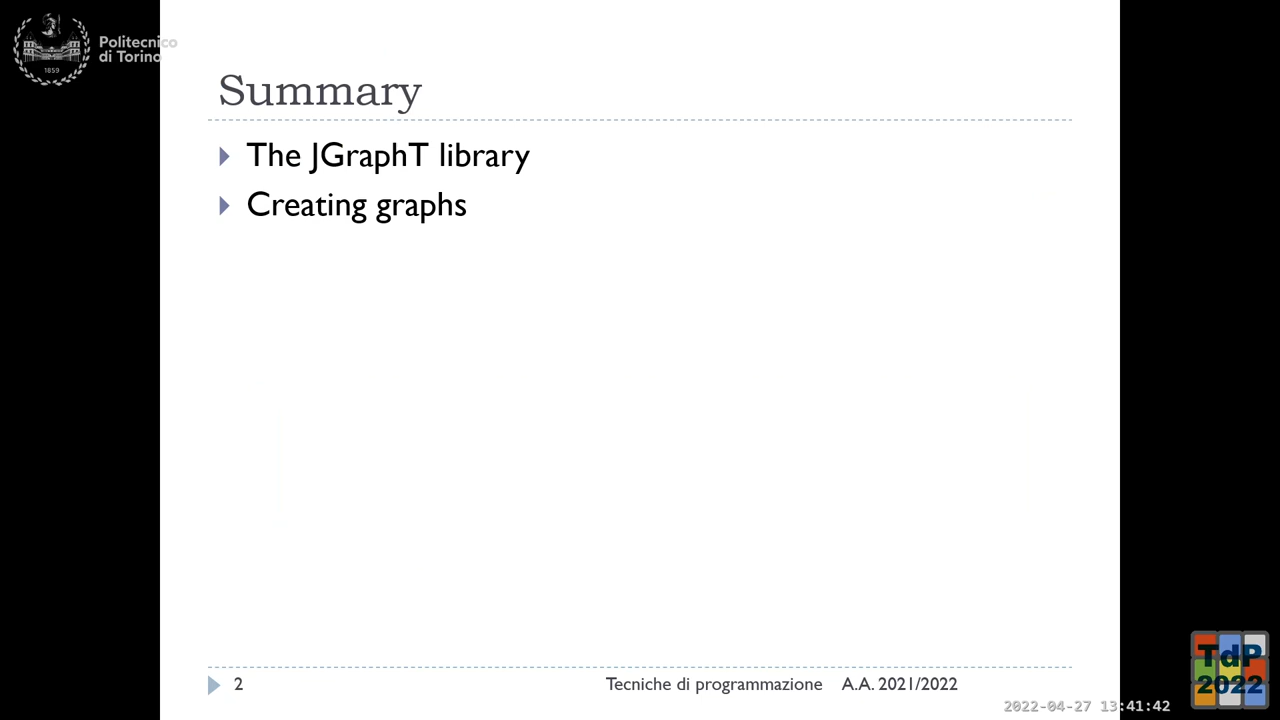 Politecnico
di Torino
1859
Summary
The JGraphT library
Creating graphs
2
Tecniche di programmazione A.A. 2021/2022
2022-04-27 13:41:42
TdP
2022